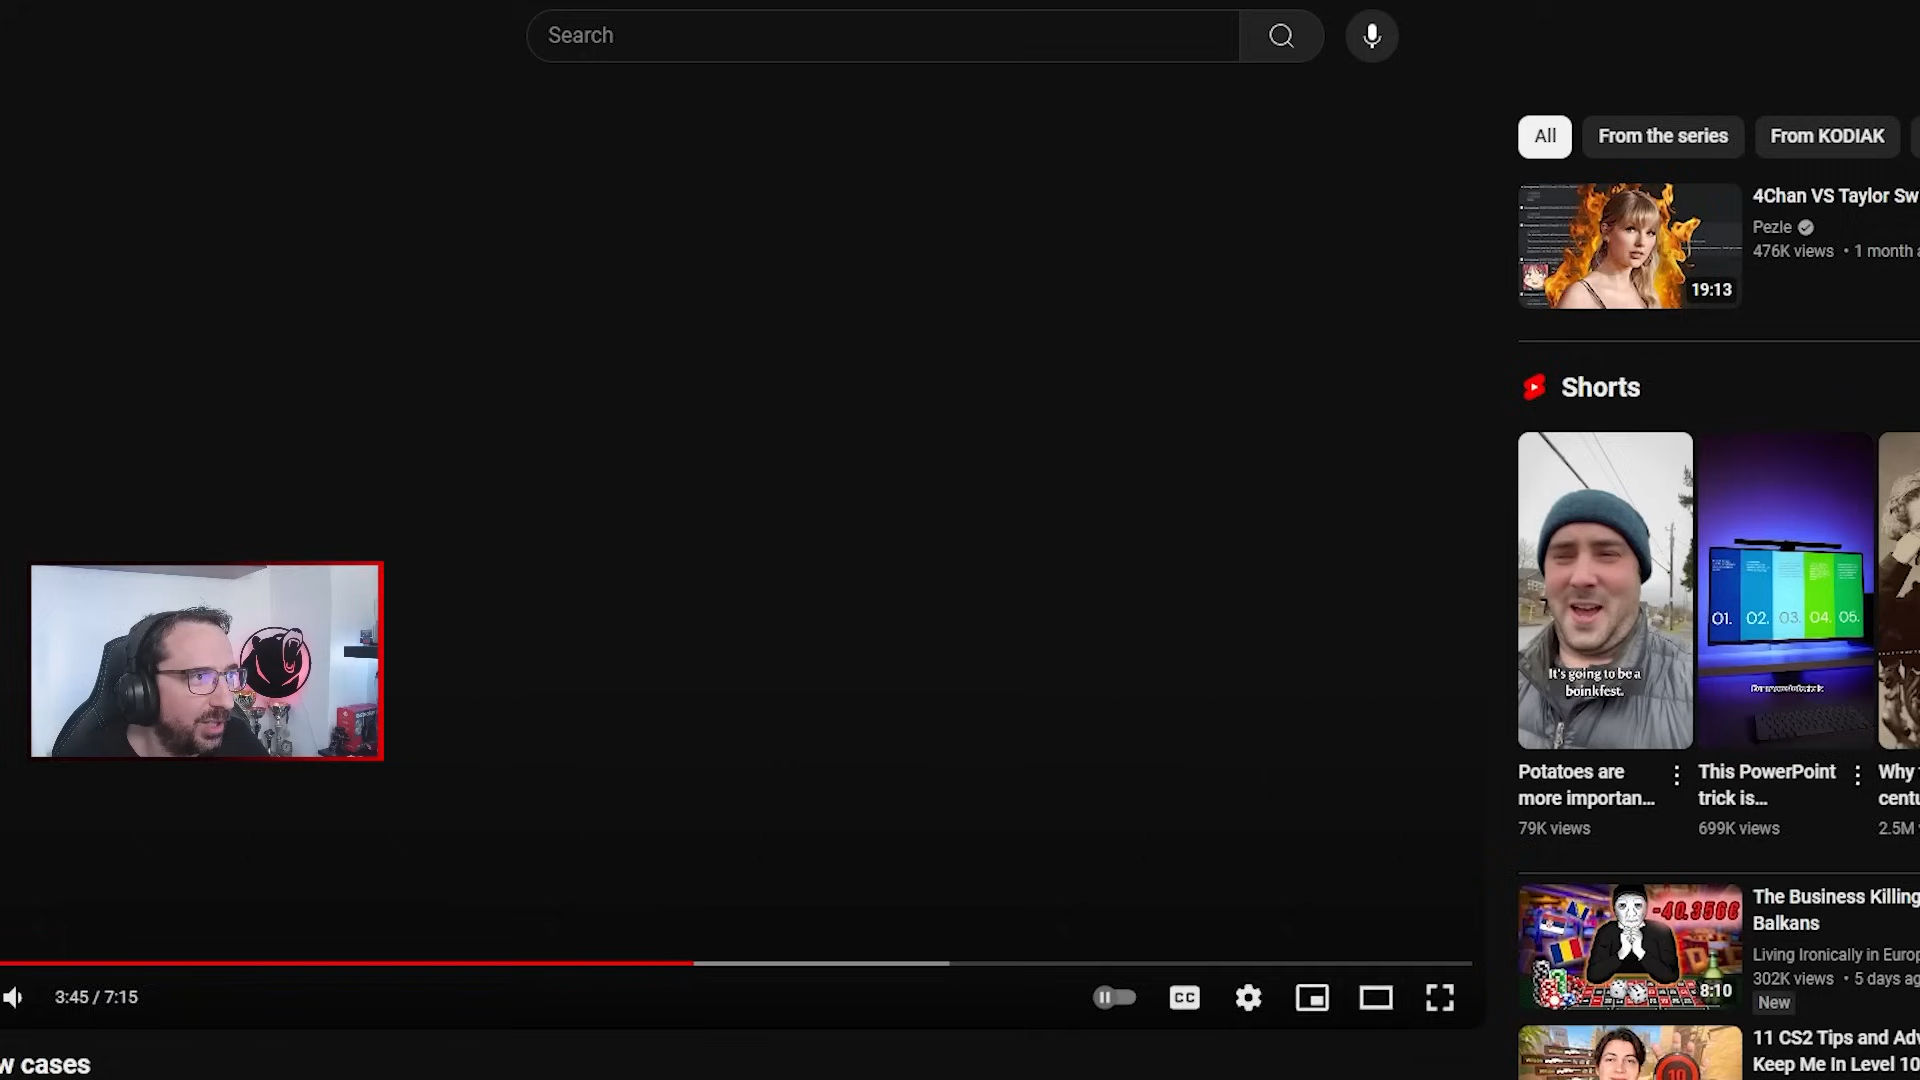 Search
All
From the series
From KODIAK
4Chan VS Taylor Sw
Pezle
476K views • 1 month a
19:13
Shorts
It's going to be a
boinkfest.
01. 02. 03. 04. 05.
Potatoes are
more importan...
79K views
This PowerPoint
trick is...
699K views
Why
centu
2.5M
-40.3566
8:10
The Business Killing
Balkans
Living Ironically in Europ
302K views • 5 days ag
New
11 CS2 Tips and Adv
Keep Me In Level 10
10
3:45 / 7:15
CC
w cases